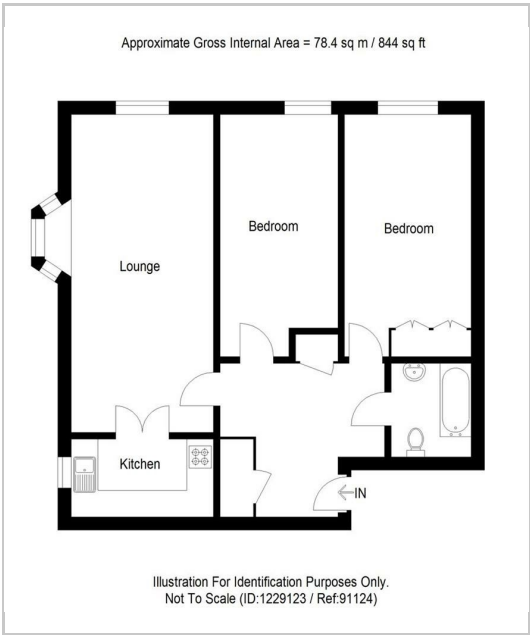 Approximate Gross Internal Area = 78.4 sq m / 844 sq ft
Bedroom
Bedroom
Lounge
Kitchen
IN
Illustration For Identification Purposes Only.
Not To Scale (ID:1229123 / Ref:91124)